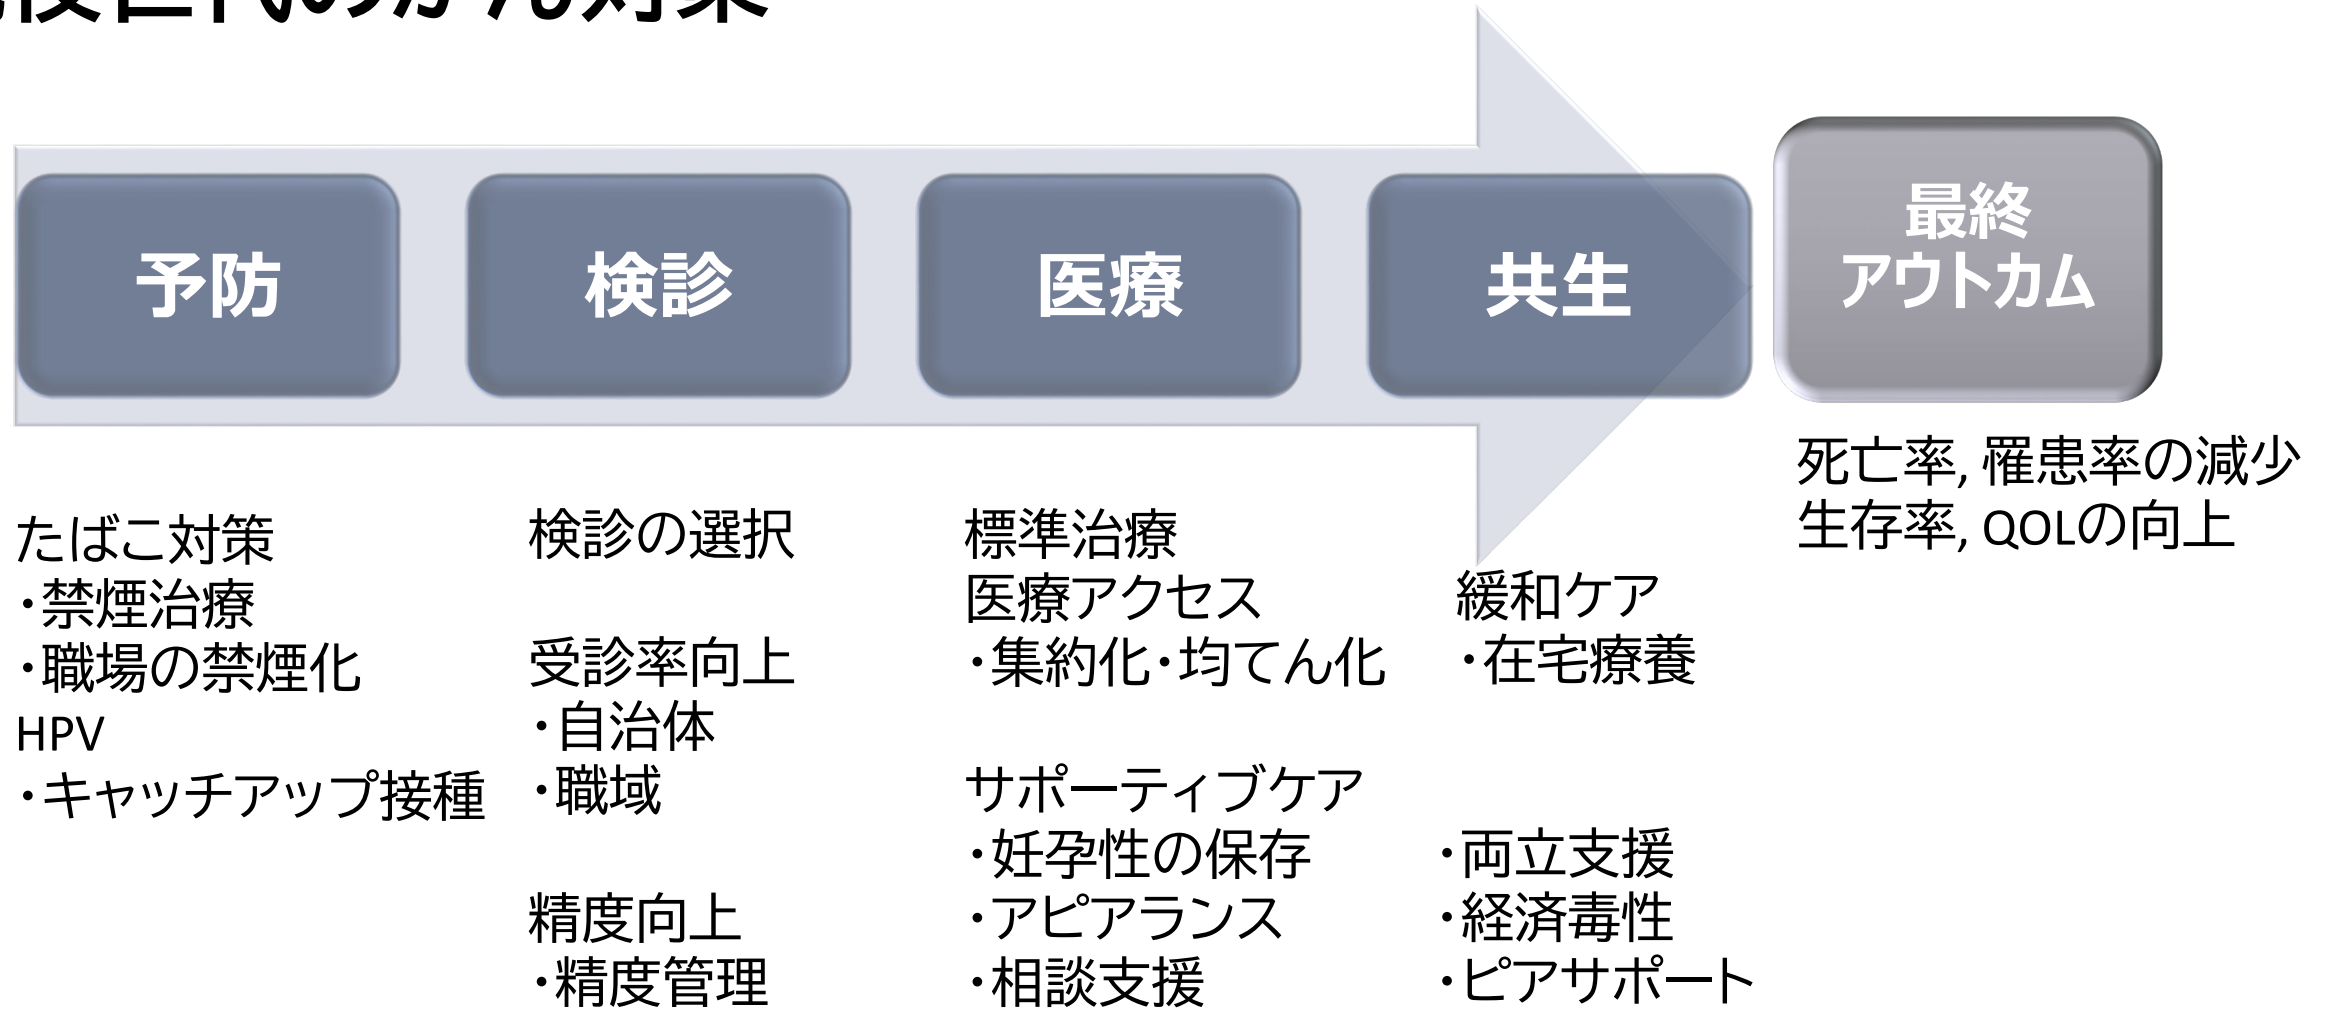 世代のがん対策
予防
検診
医療
共生
最終
アウトカム
たばこ対策
・禁煙治療
・職場の禁煙化
HPV
・キャッチアップ接種
検診の選択
受診率向上
・自治体
・職域
精度向上
・精度管理
標準治療
医療アクセス
・集約化・均てん化
サポーティブケア
・妊孕性の保存
・アピアランス
・相談支援
緩和ケア
・在宅療養
・両立支援
・経済毒性
・ピアサポート
死亡率, 罹患率の減少
生存率, QOLの向上